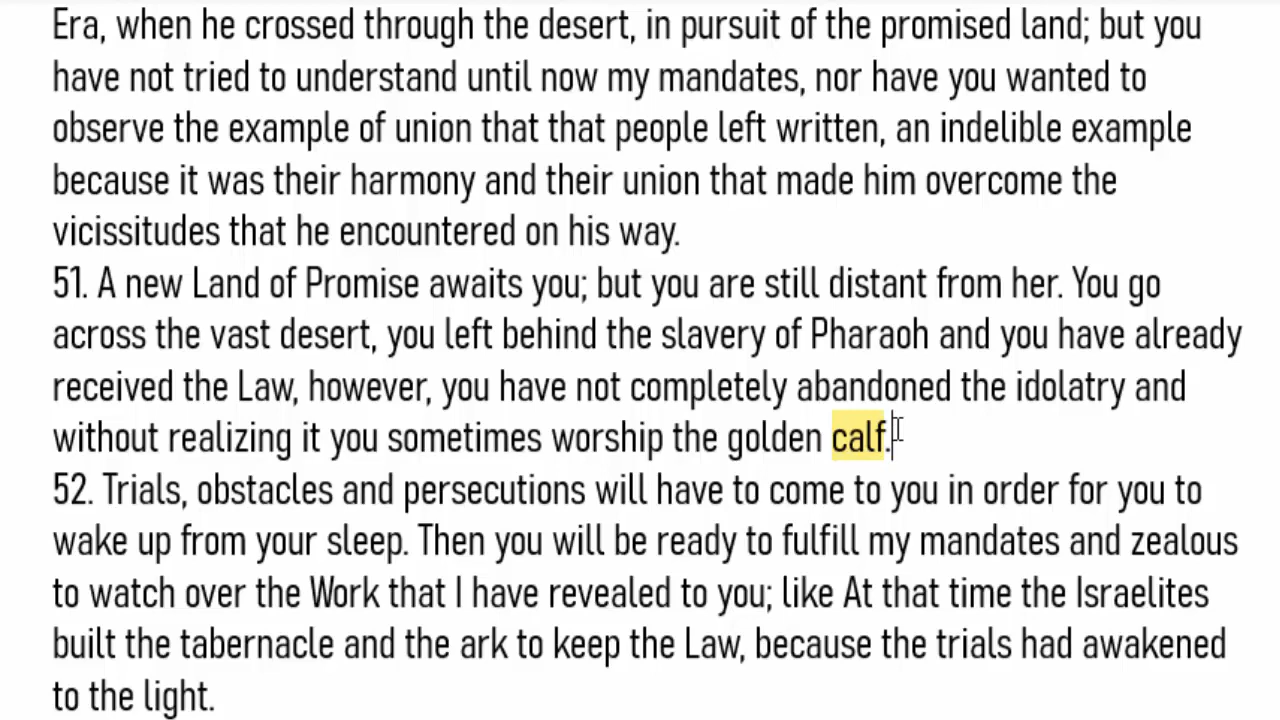 Era, when he crossed through the desert, in pursuit of the promised land; but you
have not tried to understand until now my mandates, nor have you wanted to
observe the example of union that that people left written, an indelible example
because it was their harmony and their union that made him overcome the
vicissitudes that he encountered on his way.
51. A new Land of Promise awaits you; but you are still distant from her. You go
across the vast desert, you left behind the slavery of Pharaoh and you have already
received the Law, however, you have not completely abandoned the idolatry and
without realizing it you sometimes worship the golden calf.
52. Trials, obstacles and persecutions will have to come to you in order for you to
wake up from your sleep. Then you will be ready to fulfill my mandates and zealous
to watch over the Work that I have revealed to you; like At that time the Israelites
built the tabernacle and the ark to keep the Law, because the trials had awakened
to the light.